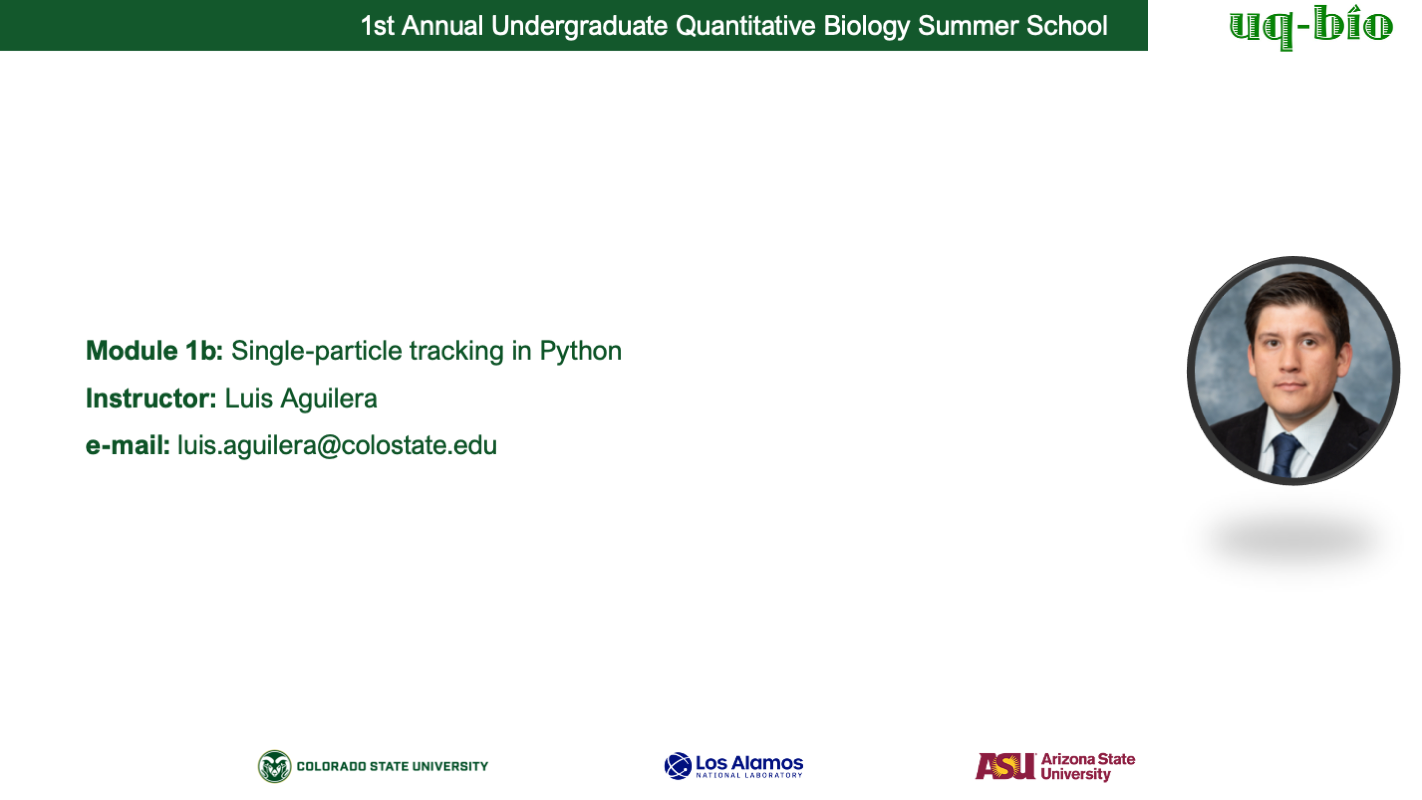 1st Annual Undergraduate Quantitative Biology Summer School
uq-bio
Module 1b: Single-particle tracking in Python
Instructor: Luis Aguilera
e-mail: luis.aguilera@colostate.edu
COLORADO STATE UNIVERSITY
Los Alamos
NATIONAL LABORATORY
ASU
Arizona State
University